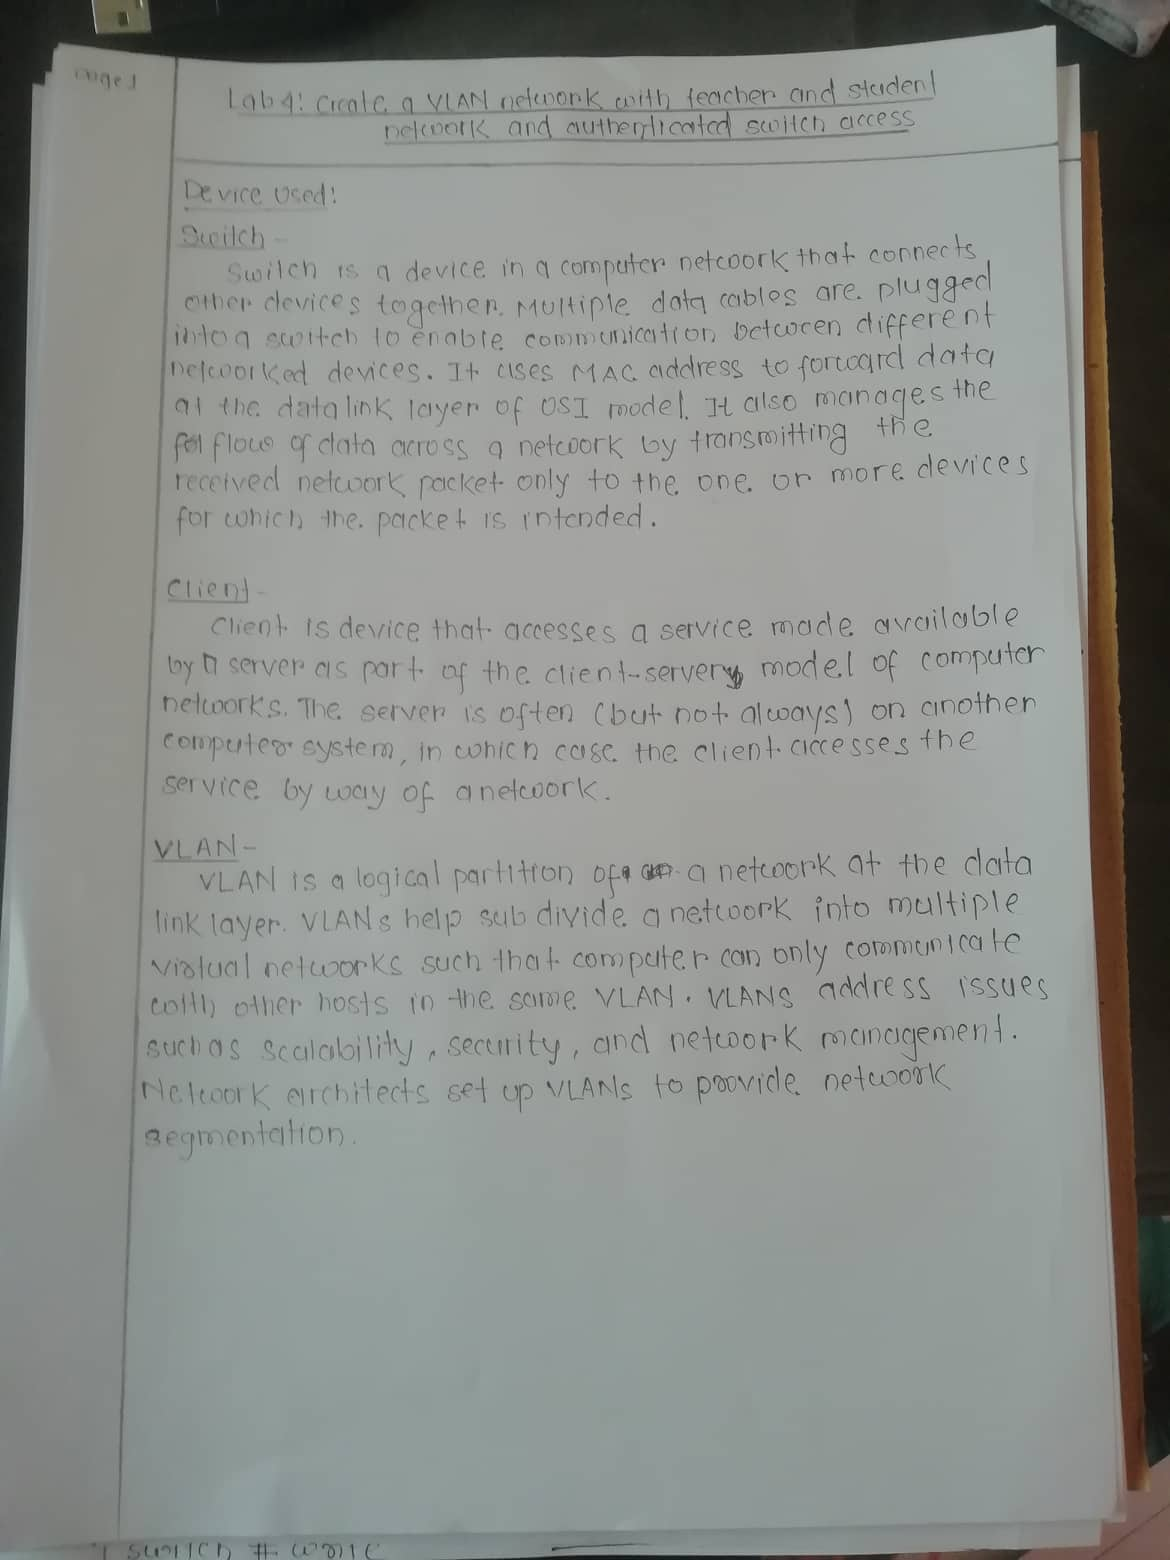 page 1
Lab 4: Create a VLAN network with teacher and student
network and authenticated switch access
Device Used:
Switch -
Switch is a device in a computer network that connects
other devices together. Multiple data cables are plugged
into a switch to enable communication between different
networked devices. It uses MAC address to forward data
at the data link layer of OSI model. It also manages the
flow of data across a network by transmitting the
received network packet only to the one or more devices
for which the packet is intended.
Client -
Client is device that accesses a service made available
by a server as part of the client-server model of computer
networks. The server is often (but not always) on another
computer system, in which case the client accesses the
service by way of a network.
VLAN -
VLAN is a logical partition of a network at the data
link layer. VLANs help subdivide a network into multiple
virtual networks such that computer can only communicate
with other hosts in the same VLAN. VLANs address issues
such as scalability, security, and network management.
Network architects set up VLANs to provide network
segmentation.
switch # write